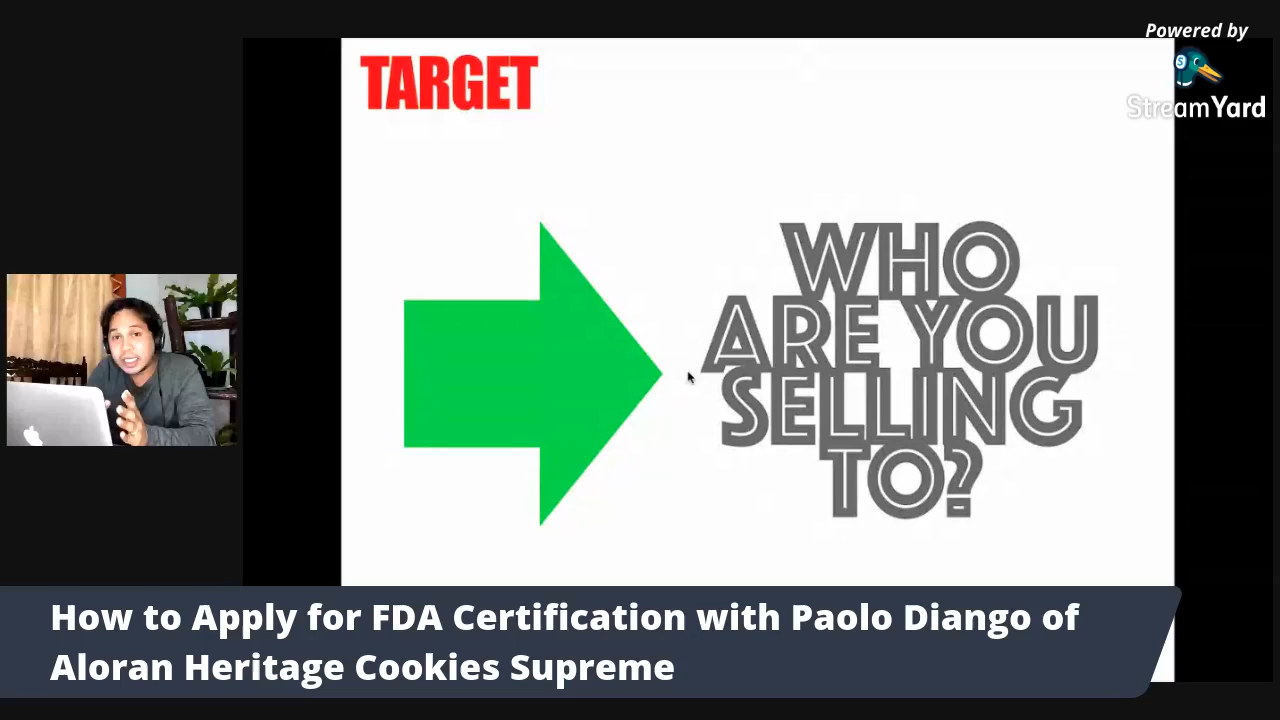 Powered by
StreamYard
TARGET
WHO
ARE YOU
SELLING
TO?
How to Apply for FDA Certification with Paolo Diango of
Aloran Heritage Cookies Supreme